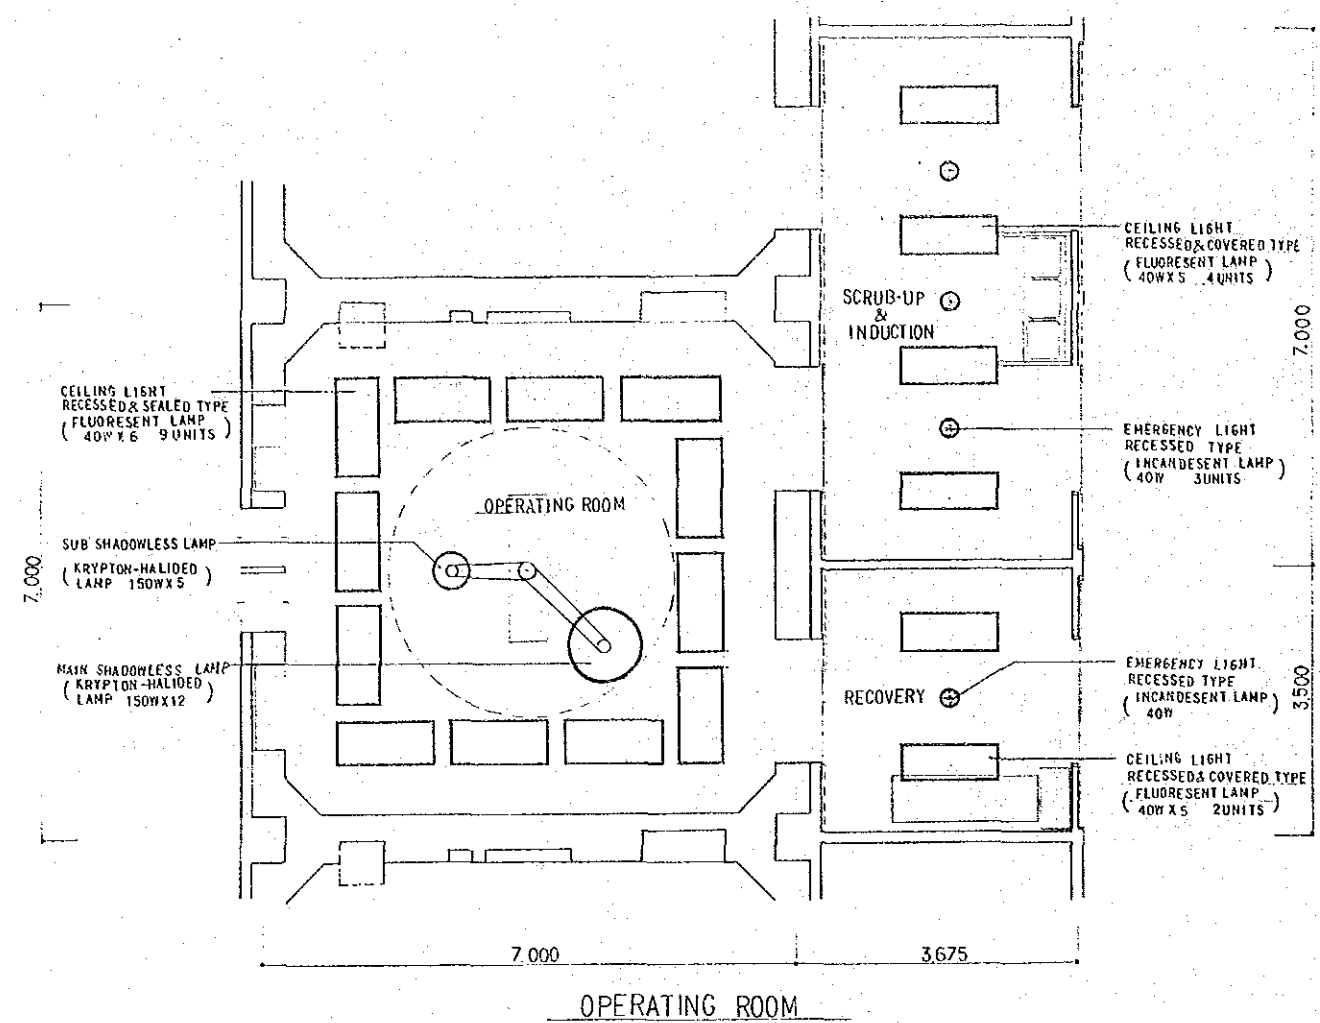 CEILING LIGHT
RECESSED & COVERED TYPE
( FLUORESENT LAMP )
40W X 5 4UNITS
SCRUB-UP
&
INDUCTION
7.000
CEILING LIGHT
RECESSED & SEALED TYPE
( FLUORESENT LAMP )
40W X 6 9UNITS
EMERGENCY LIGHT
RECESSED TYPE
( INCANDESENT LAMP )
40W 3UNITS
OPERATING ROOM
SUB SHADOWLESS LAMP
( KRYPTON-HALIDED )
LAMP 150W X 5
7.000
MAIN SHADOWLESS LAMP
( KRYPTON-HALIDED )
LAMP 150W X 12
RECOVERY
EMERGENCY LIGHT
RECESSED TYPE
( INCANDESENT LAMP )
40W
3,500
CEILING LIGHT
RECESSED & COVERED TYPE
( FLUORESENT LAMP )
40W X 5 2UNITS
7.000
3.675
OPERATING ROOM